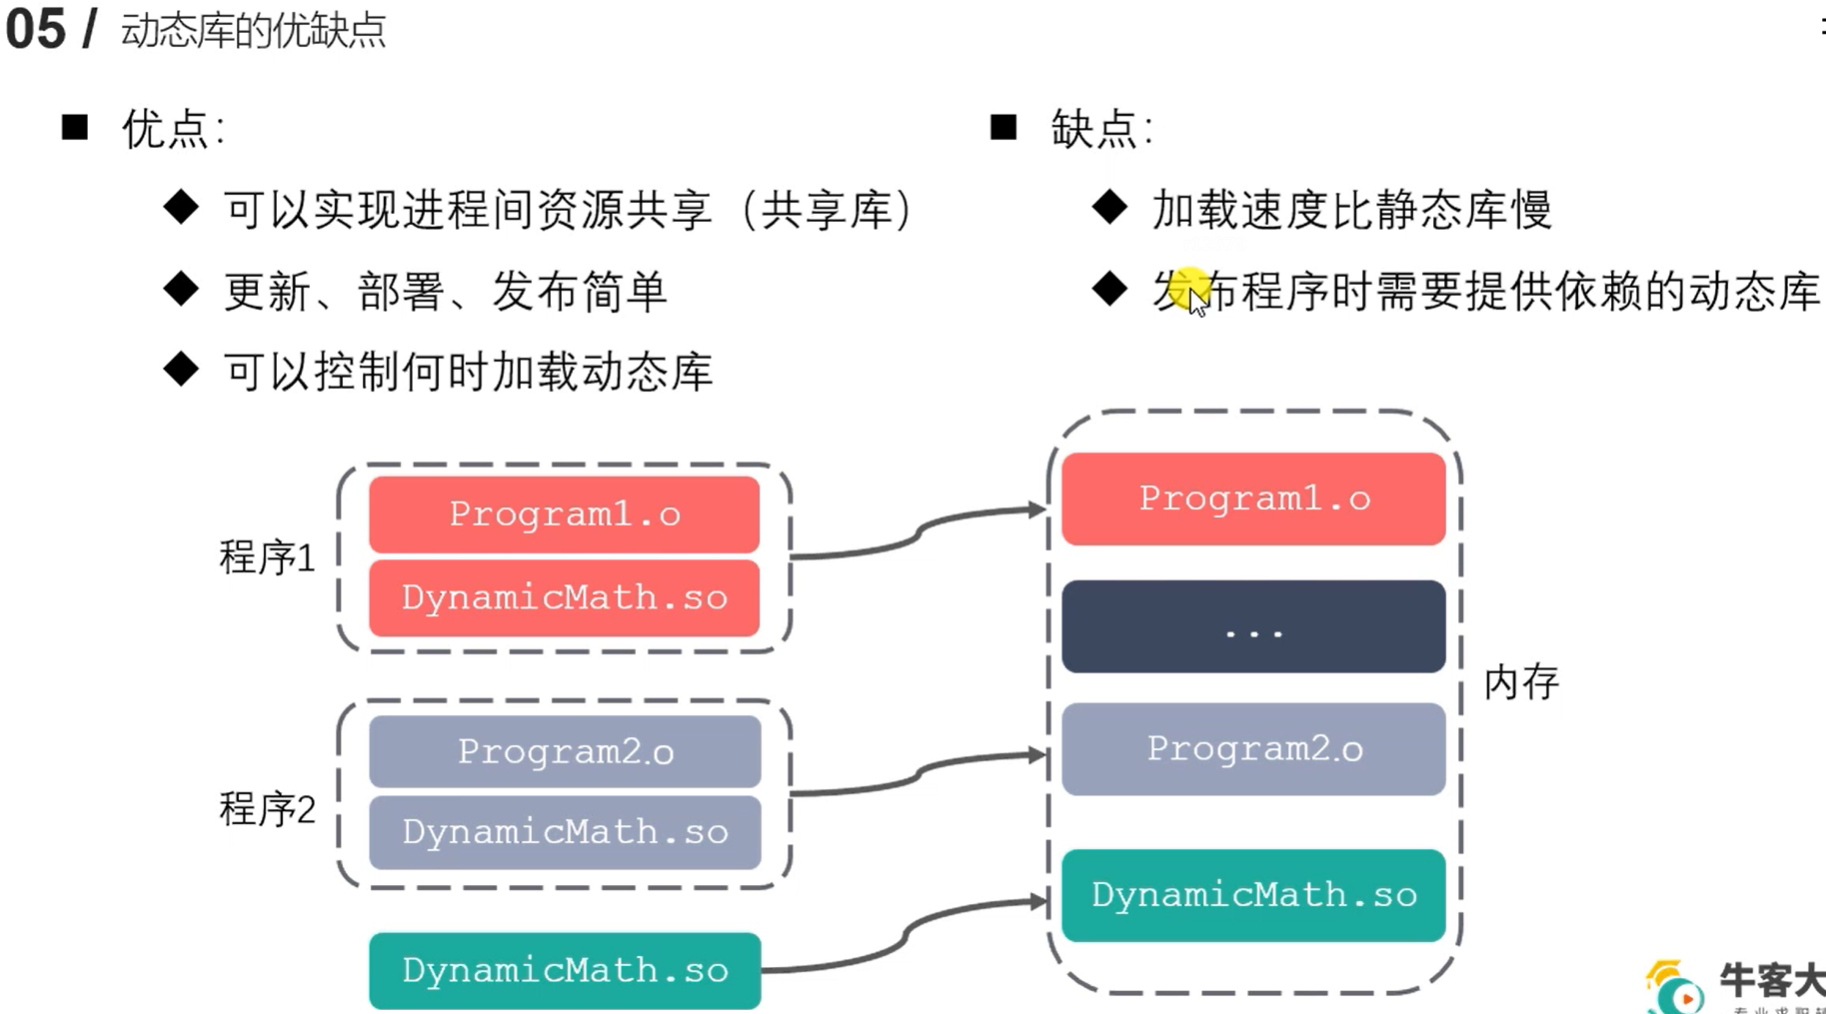 05 / 动态库的优缺点
■ 优点：
◆ 可以实现进程间资源共享（共享库）
◆ 更新、部署、发布简单
◆ 可以控制何时加载动态库
■ 缺点：
◆ 加载速度比静态库慢
◆ 发布程序时需要提供依赖的动态库
程序1
Program1.o
DynamicMath.so
程序2
Program2.o
DynamicMath.so
DynamicMath.so
Program1.o
...
Program2.o
DynamicMath.so
内存
牛客大